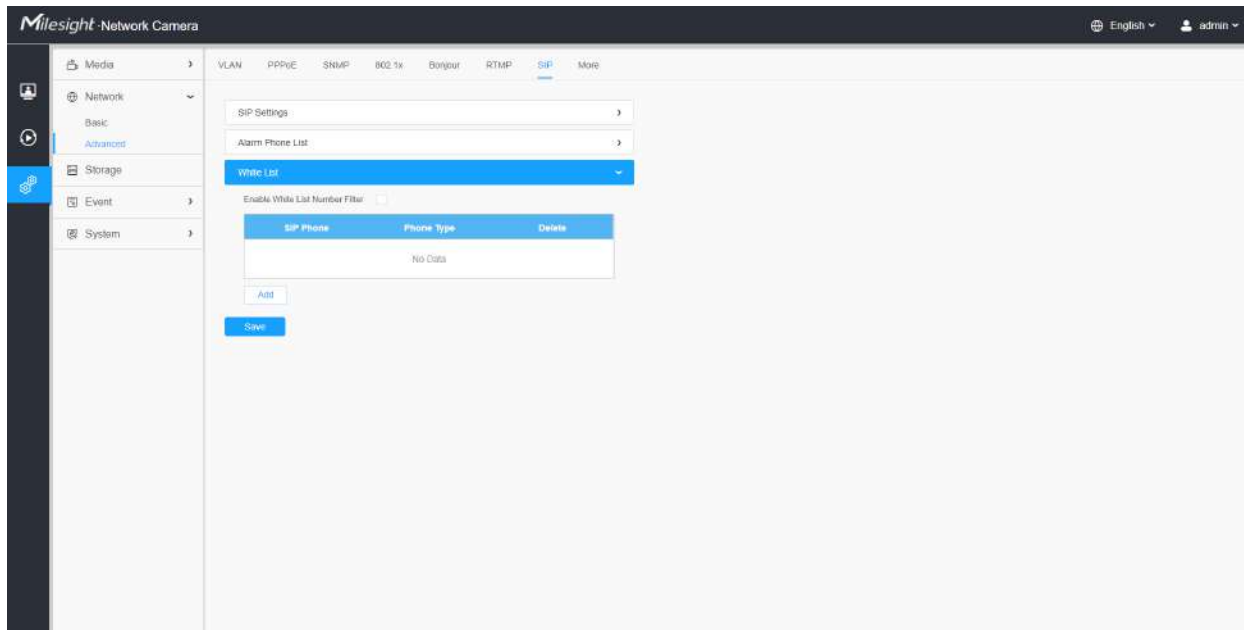 Milesight -Network Camera
English
admin
Media
Network
Basic
Advanced
Storage
Event
System
VLAN PPPoE SNMP 802.1x Bonjour RTMP SIP More
SIP Settings
Alarm Phone List
White List
Enable White List Number Filter
SIP Phone Phone Type Delete
No Data
Add
Save